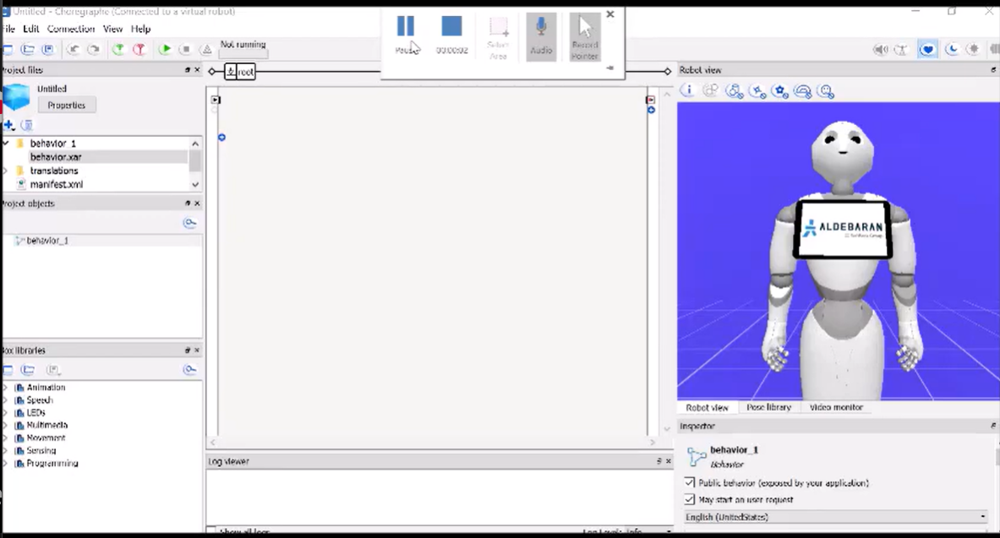 Untitled - Choregraphe (Connected to a virtual robot)
File Edit Connection View Help
Pause 00:00:02 Select Area Audio Record Pointer
Not running
Project files
root
Robot view
Untitled
Properties
behavior_1
behavior.xar
translations
manifest.xml
Project objects
behavior_1
ALDEBARAN
Box libraries
Animation
Speech
LEDs
Multimedia
Movement
Sensing
Programming
Robot view Pose library Video monitor
Inspector
behavior_1
Behavior
Public behavior (exposed by your application)
May start on user request
English (UnitedStates)
Log viewer
Show all logs Log Level: Info